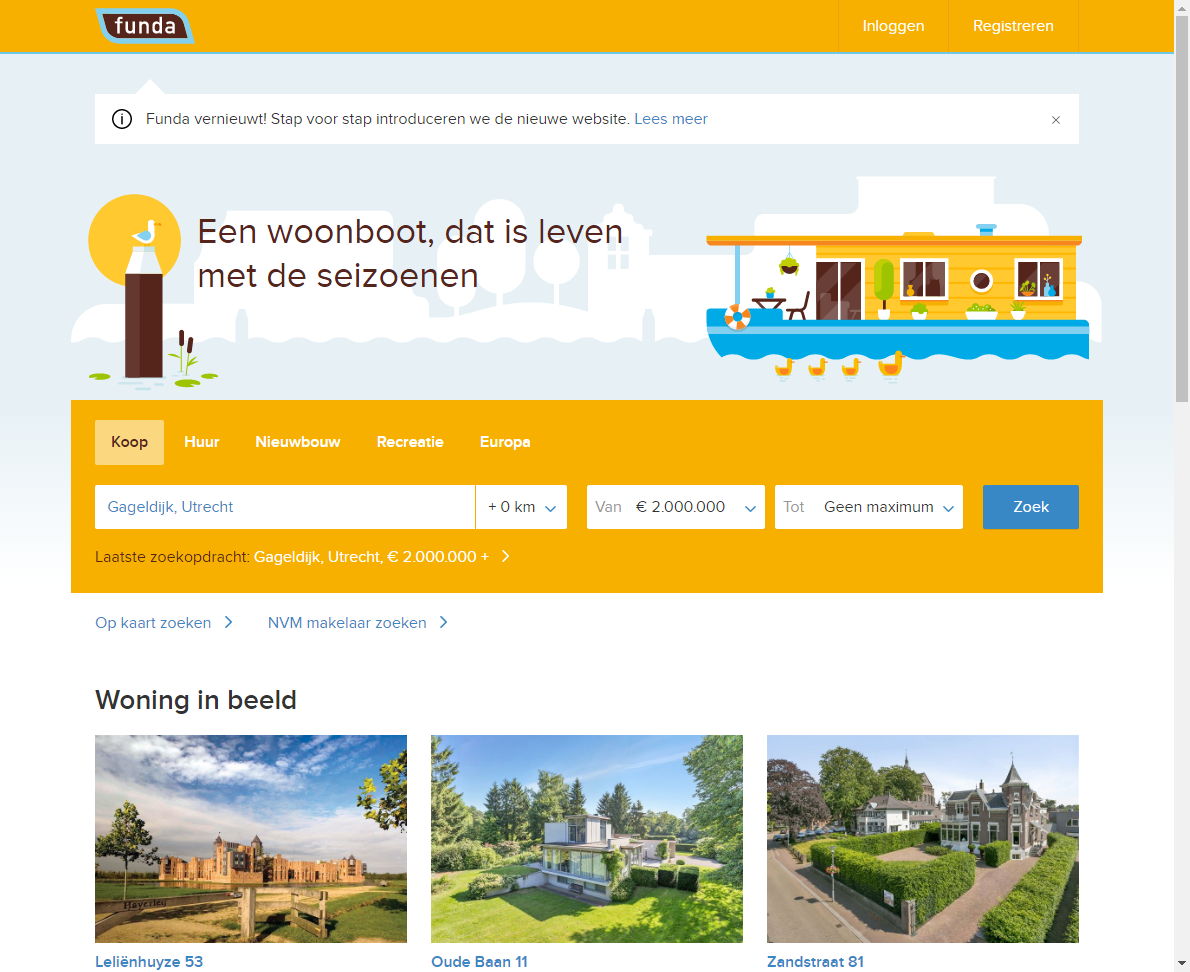 funda
Inloggen
Registreren
Funda vernieuwt! Stap voor stap introduceren we de nieuwe website. Lees meer
Een woonboot, dat is leven
met de seizoenen
Koop
Huur
Nieuwbouw
Recreatie
Europa
Gageldijk, Utrecht
+ 0 km
Van € 2.000.000
Tot Geen maximum
Zoek
Laatste zoekopdracht: Gageldijk, Utrecht, € 2.000.000 +
Op kaart zoeken
NVM makelaar zoeken
Woning in beeld
Haverleij
Leliënhuyze 53
Oude Baan 11
Zandstraat 81